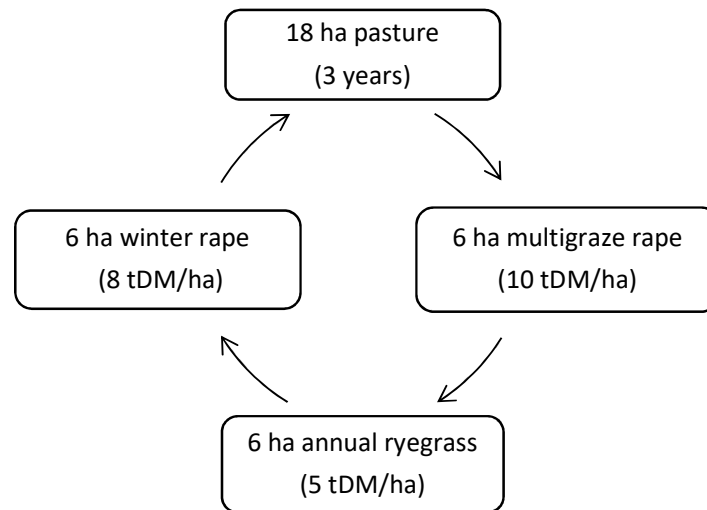 18 ha pasture
(3 years)
6 ha winter rape
(8 tDM/ha)
6 ha multigraze rape
(10 tDM/ha)
6 ha annual ryegrass
(5 tDM/ha)